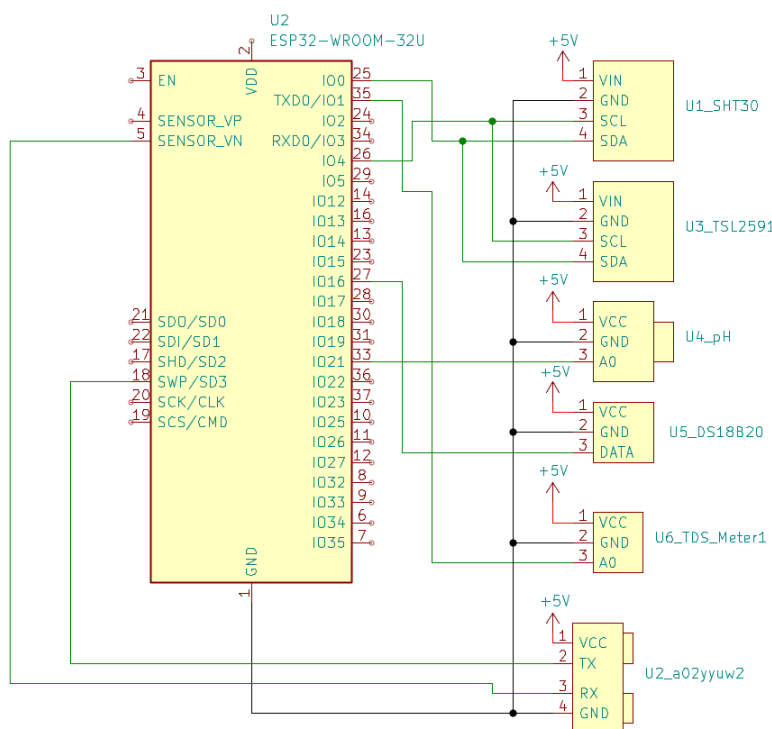 U2
ESP32-WROOM-32U
2
VDD
3 EN
4 SENSOR_VP
5 SENSOR_VN
21 SDO/SD0
22 SDI/SD1
17 SHD/SD2
18 SWP/SD3
20 SCK/CLK
19 SCS/CMD
IO0 25
TXD0/IO1 35
IO2 24
RXD0/IO3 34
IO4 26
IO5 29
IO12 14
IO13 16
IO14 13
IO15 23
IO16 27
IO17 28
IO18 30
IO19 31
IO21 33
IO22 36
IO23 37
IO25 10
IO26 11
IO27 12
IO32 8
IO33 9
IO34 6
IO35 7
GND
1
+5V
1 VIN
2 GND
3 SCL
4 SDA
U1_SHT30
+5V
1 VIN
2 GND
3 SCL
4 SDA
U3_TSL2591
+5V
1 VCC
2 GND
3 A0
U4_pH
+5V
1 VCC
2 GND
3 DATA
U5_DS18B20
+5V
1 VCC
2 GND
3 A0
U6_TDS_Meter1
+5V
1 VCC
2 TX
3 RX
4 GND
U2_a02yyuw2